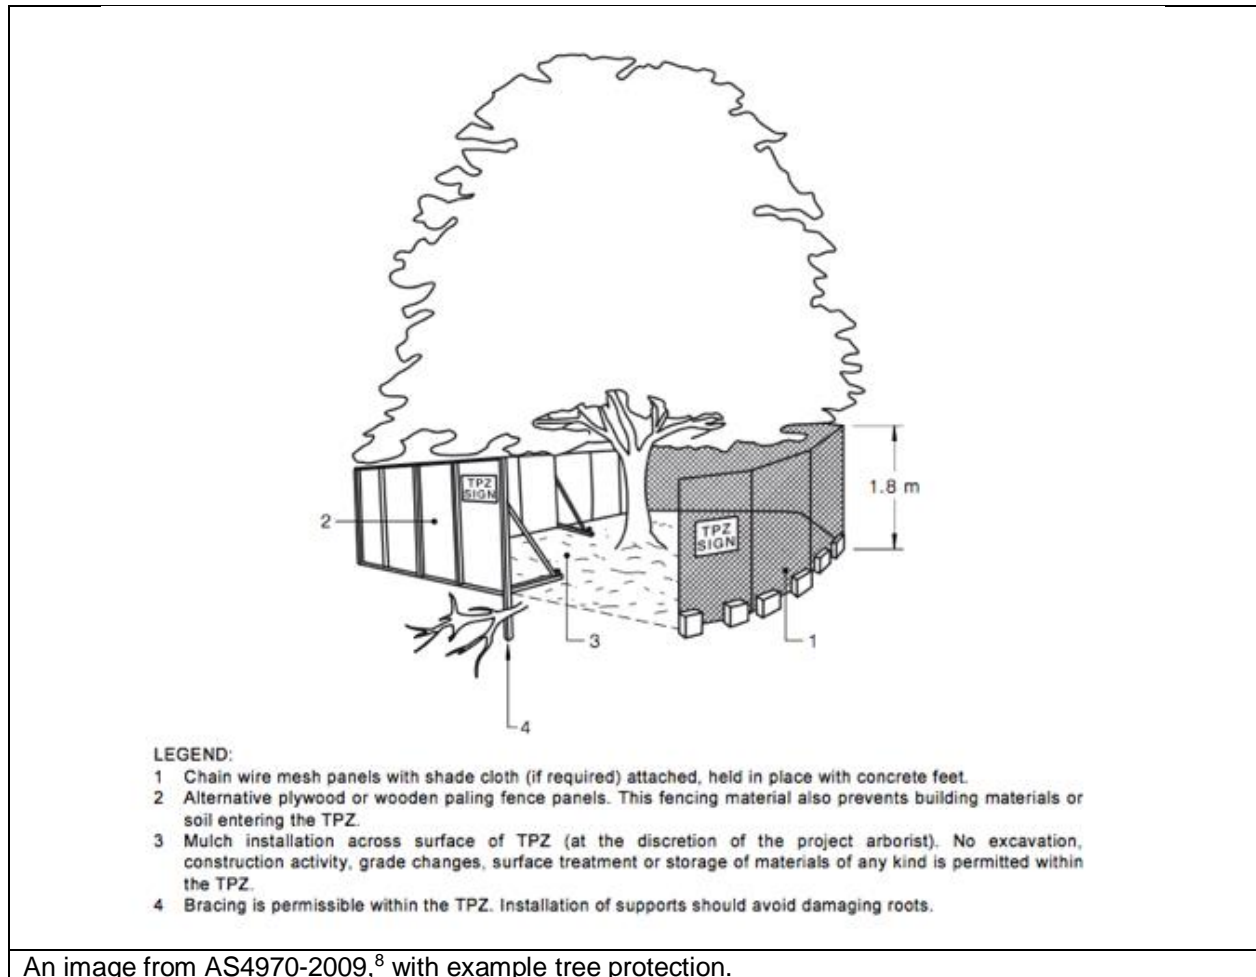 TPZ
SIGN
TPZ
SIGN
1.8 m
2
3
1
4
LEGEND:
1 Chain wire mesh panels with shade cloth (if required) attached, held in place with concrete feet.
2 Alternative plywood or wooden paling fence panels. This fencing material also prevents building materials or
soil entering the TPZ.
3 Mulch installation across surface of TPZ (at the discretion of the project arborist). No excavation,
construction activity, grade changes, surface treatment or storage of materials of any kind is permitted within
the TPZ.
4 Bracing is permissible within the TPZ. Installation of supports should avoid damaging roots.
An image from AS4970-2009,⁸ with example tree protection.